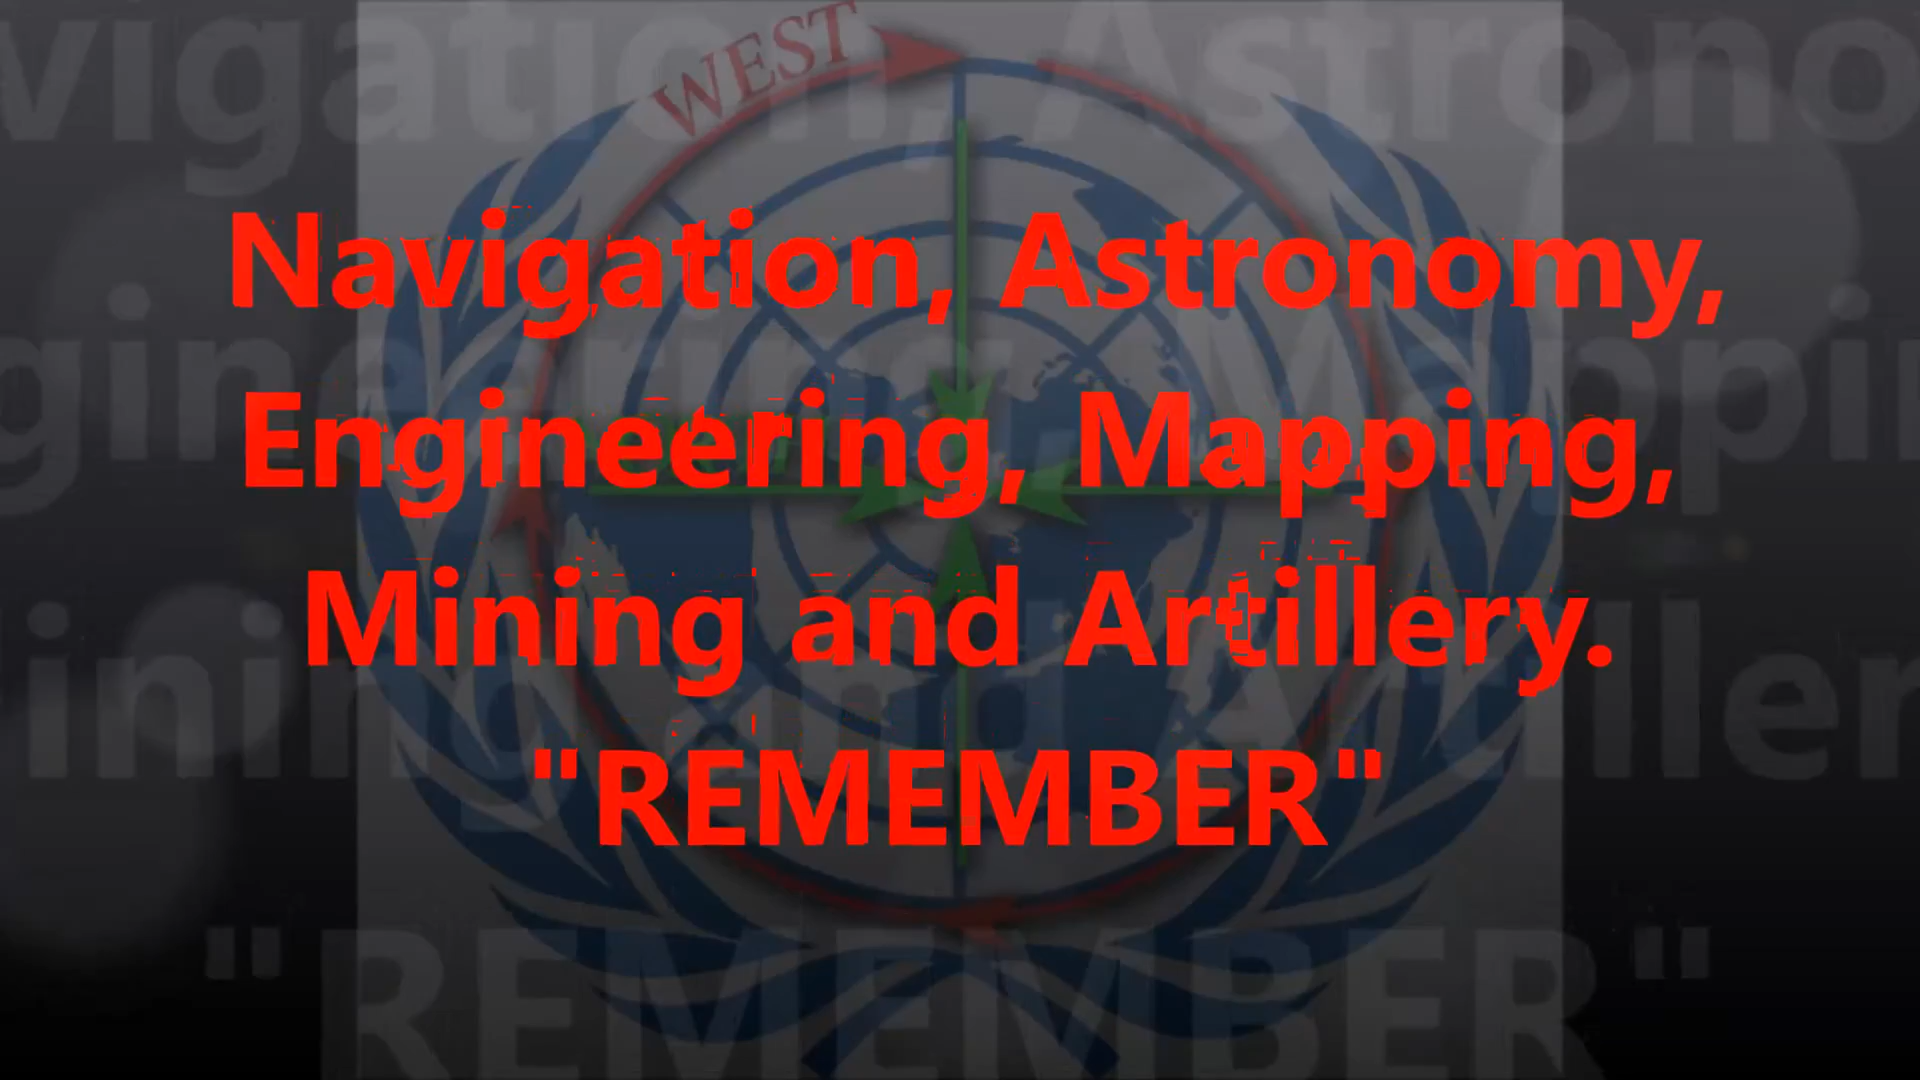 WEST
Navigation, Astronomy,
Engineering, Mapping,
Mining and Artillery.
"REMEMBER"